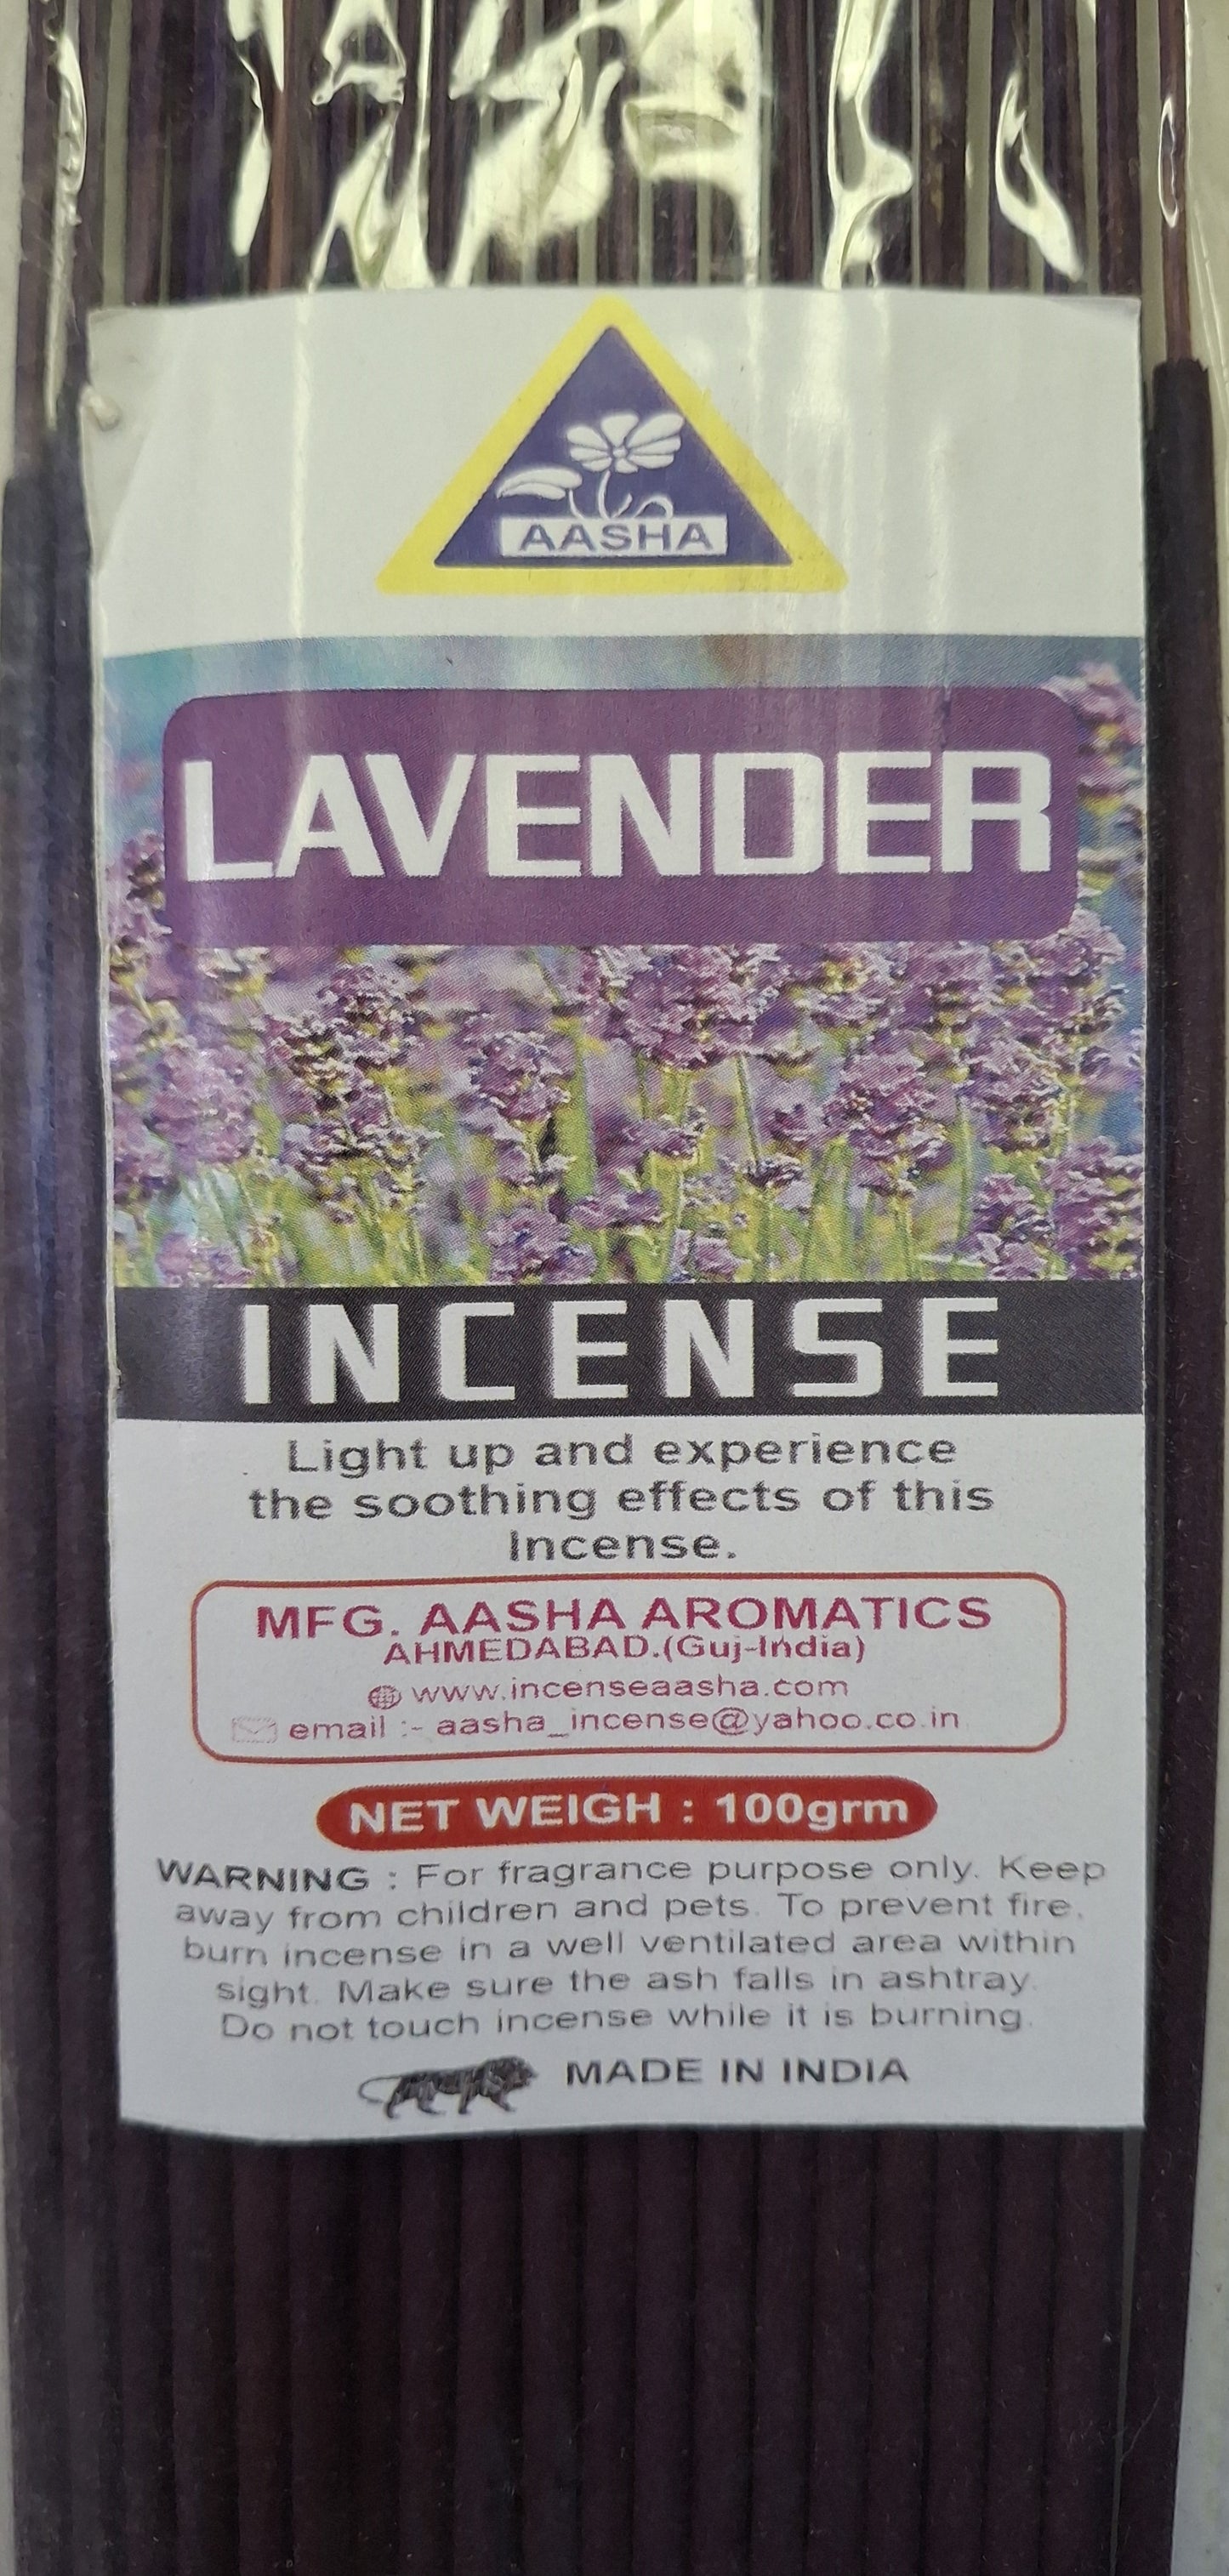 AASHA
LAVENDER
INCENSE
Light up and experience
the soothing effects of this
Incense.
MFG. AASHA AROMATICS
AHMEDABAD.(Guj-India)
www.incenseaasha.com
email :- aasha_incense@yahoo.co.in
NET WEIGH : 100grm
WARNING : For fragrance purpose only. Keep
away from children and pets. To prevent fire,
burn incense in a well ventilated area within
sight. Make sure the ash falls in ashtray.
Do not touch incense while it is burning.
MADE IN INDIA